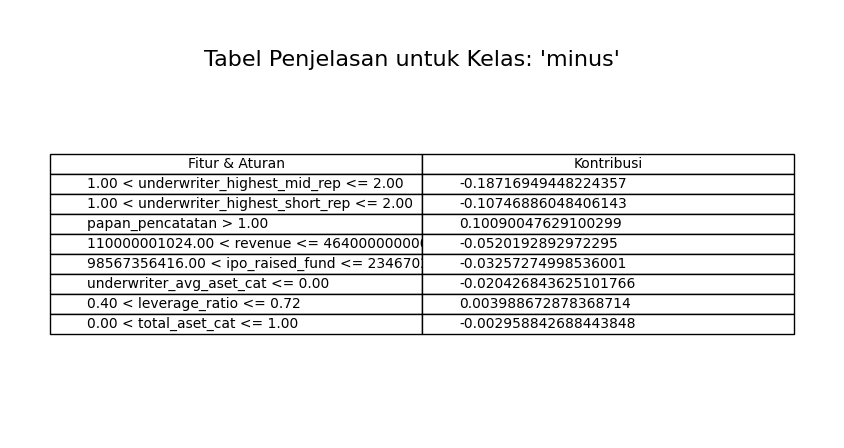 Tabel Penjelasan untuk Kelas: 'minus'
Fitur & Aturan Kontribusi
1.00 < underwriter_highest_mid_rep <= 2.00 -0.18716949448224357
1.00 < underwriter_highest_short_rep <= 2.00 -0.10746886048406143
papan_pencatatan > 1.00 0.10090047629100299
110000001024.00 < revenue <= 46400000000 -0.0520192892972295
98567356416.00 < ipo_raised_fund <= 234670 -0.03257274998536001
underwriter_avg_aset_cat <= 0.00 -0.020426843625101766
0.40 < leverage_ratio <= 0.72 0.003988672878368714
0.00 < total_aset_cat <= 1.00 -0.002958842688443848